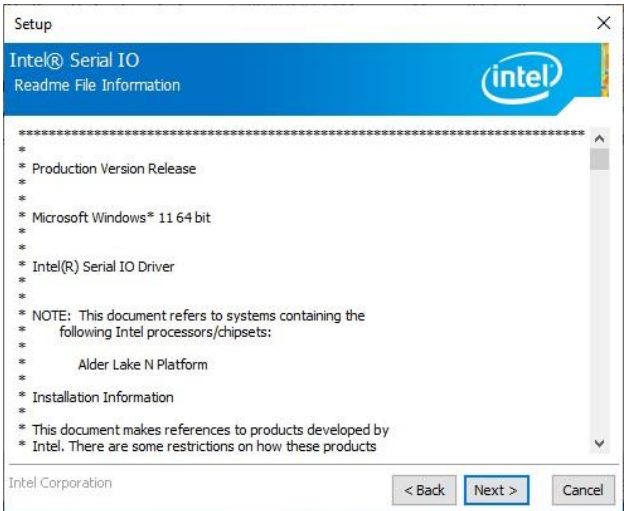 Setup
Intel® Serial IO
Readme File Information
intel
******************************************************************************
*
* Production Version Release
*
*
* Microsoft Windows* 11 64 bit
*
*
* Intel(R) Serial IO Driver
*
*
* NOTE: This document refers to systems containing the
* following Intel processors/chipsets:
*
Alder Lake N Platform
*
* Installation Information
*
* This document makes references to products developed by
* Intel. There are some restrictions on how these products
Intel Corporation
< Back Next > Cancel